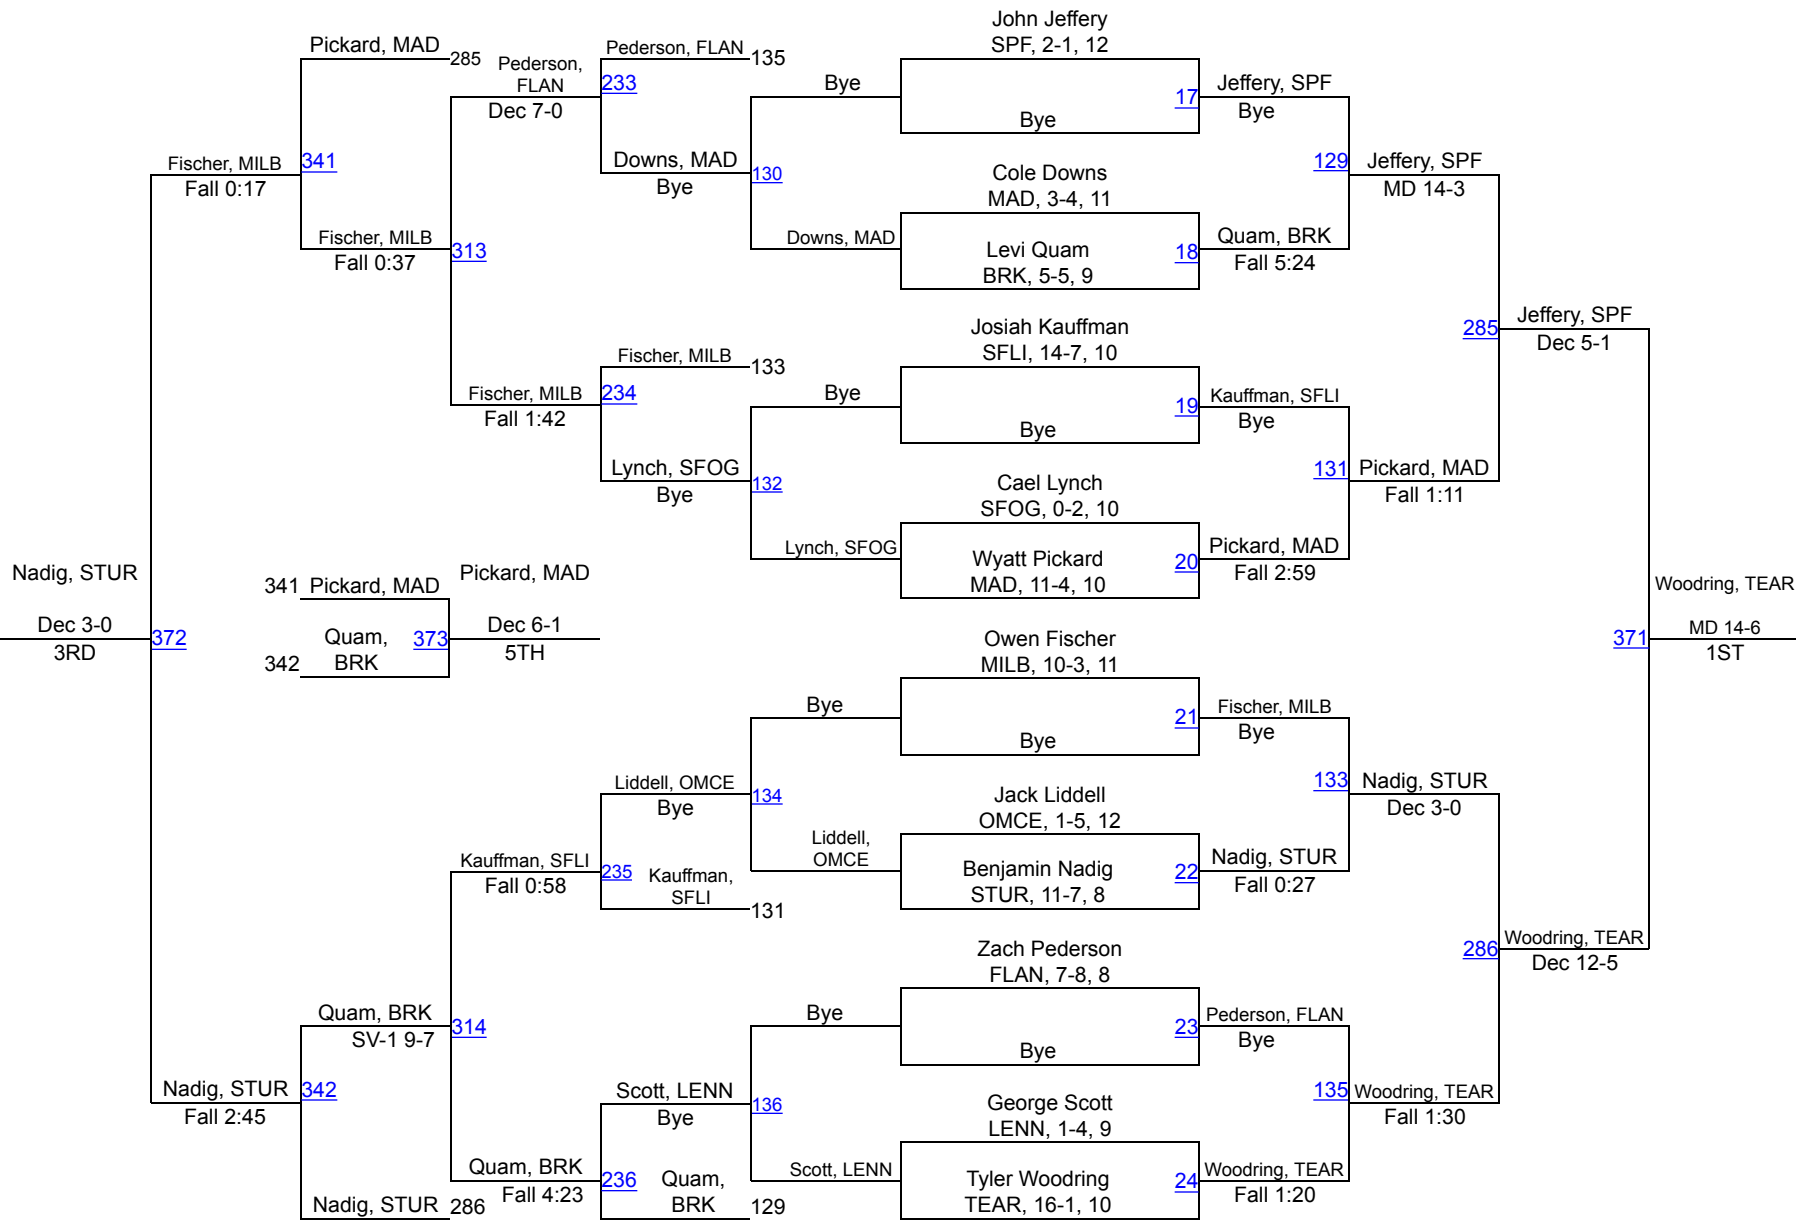 John Jeffery
SPF, 2-1, 12
Pickard, MAD
285
Pederson,
FLAN
Dec 7-0
Pederson, FLAN
135
233
Bye
Bye
17
Jeffery, SPF
Bye
Fischer, MILB
Fall 0:17
341
Downs, MAD
Bye
130
Cole Downs
MAD, 3-4, 11
129
Jeffery, SPF
MD 14-3
Fischer, MILB
Fall 0:37
313
Downs, MAD
Levi Quam
BRK, 5-5, 9
18
Quam, BRK
Fall 5:24
Josiah Kauffman
SFLI, 14-7, 10
285
Jeffery, SPF
Dec 5-1
Fischer, MILB
133
Fischer, MILB
Fall 1:42
234
Bye
Bye
19
Kauffman, SFLI
Bye
Lynch, SFOG
Bye
132
Cael Lynch
SFOG, 0-2, 10
131
Pickard, MAD
Fall 1:11
Lynch, SFOG
Wyatt Pickard
MAD, 11-4, 10
20
Pickard, MAD
Fall 2:59
Nadig, STUR
Dec 3-0
3RD
372
341
Pickard, MAD
Quam,
BRK
342
373
Pickard, MAD
Dec 6-1
5TH
Woodring, TEAR
371
MD 14-6
1ST
Owen Fischer
MILB, 10-3, 11
Bye
Bye
21
Fischer, MILB
Bye
Liddell, OMCE
Bye
134
Jack Liddell
OMCE, 1-5, 12
133
Nadig, STUR
Dec 3-0
Kauffman, SFLI
Fall 0:58
235
Kauffman,
SFLI
131
Liddell,
OMCE
Benjamin Nadig
STUR, 11-7, 8
22
Nadig, STUR
Fall 0:27
Zach Pederson
FLAN, 7-8, 8
286
Woodring, TEAR
Dec 12-5
Quam, BRK
SV-1 9-7
314
Bye
Bye
23
Pederson, FLAN
Bye
Nadig, STUR
Fall 2:45
342
Scott, LENN
Bye
136
George Scott
LENN, 1-4, 9
135
Woodring, TEAR
Fall 1:30
Quam, BRK
Fall 4:23
236
Quam,
BRK
129
Scott, LENN
Tyler Woodring
TEAR, 16-1, 10
24
Woodring, TEAR
Fall 1:20
Nadig, STUR
286